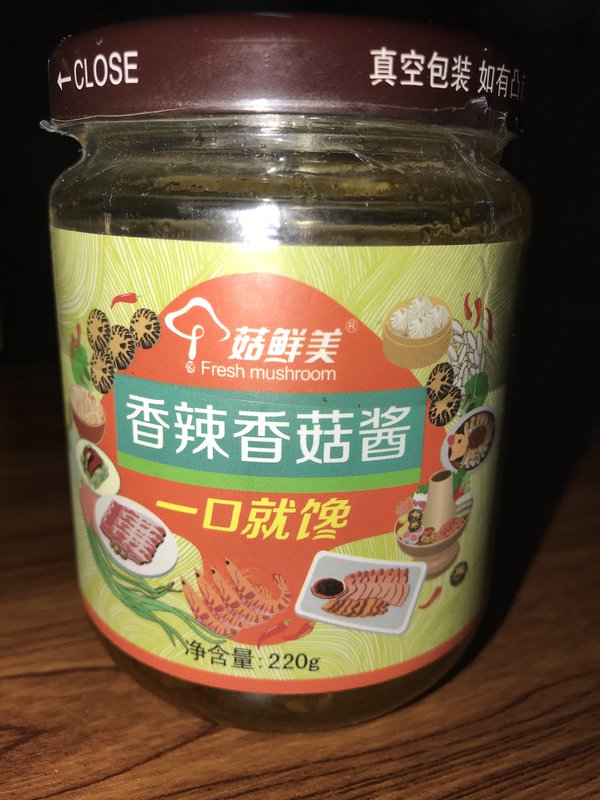 ←CLOSE
真空包装 如有凸起
菇鲜美®
Fresh mushroom
香辣香菇酱
一口就馋
净含量:220g